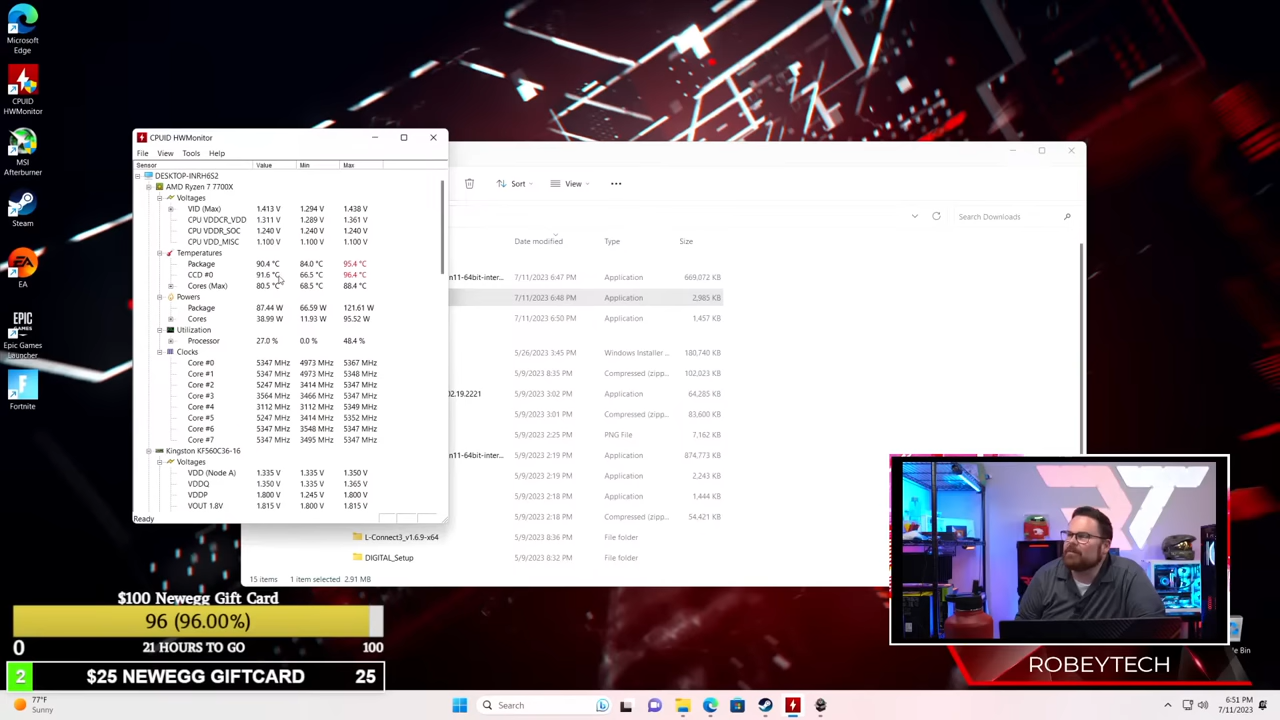 Microsoft
Edge
CPUID
HWMonitor
MSI
Afterburner
Steam
EA
EPIC
GAMES
Epic Games
Launcher
Fortnite
CPUID HWMonitor
File View Tools Help
Sensor Value Min Max
DESKTOP-INRH6S2
AMD Ryzen 7 7700X
Voltages
VID (Max) 1.413 V 1.294 V 1.438 V
CPU VDDCR_VDD 1.311 V 1.289 V 1.361 V
CPU VDDR_SOC 1.240 V 1.240 V 1.240 V
CPU VDD_MISC 1.100 V 1.100 V 1.100 V
Temperatures
Package 90.4 °C 84.0 °C 95.4 °C
CCD #0 91.6 °C 66.5 °C 96.4 °C
Cores (Max) 80.5 °C 68.5 °C 88.4 °C
Powers
Package 87.44 W 66.59 W 121.61 W
Cores 38.99 W 11.93 W 95.52 W
Utilization
Processor 27.0 % 0.0 % 48.4 %
Clocks
Core #0 5347 MHz 4973 MHz 5367 MHz
Core #1 5347 MHz 4973 MHz 5348 MHz
Core #2 5247 MHz 3414 MHz 5347 MHz
Core #3 3564 MHz 3466 MHz 5347 MHz
Core #4 3112 MHz 3112 MHz 5349 MHz
Core #5 5247 MHz 3414 MHz 5352 MHz
Core #6 5347 MHz 3548 MHz 5347 MHz
Core #7 5347 MHz 3495 MHz 5347 MHz
Kingston KF560C36-16
Voltages
VDD (Node A) 1.335 V 1.335 V 1.350 V
VDDQ 1.350 V 1.335 V 1.365 V
VDDP 1.800 V 1.245 V 1.800 V
VOUT 1.8V 1.815 V 1.800 V 1.815 V
Ready
Sort View
Search Downloads
Date modified Type Size
n11-64bit-inter... 7/11/2023 6:47 PM Application 669,072 KB
7/11/2023 6:48 PM Application 2,985 KB
7/11/2023 6:50 PM Application 1,457 KB
5/26/2023 3:45 PM Windows Installer ... 180,740 KB
5/9/2023 8:35 PM Compressed (zipp... 102,023 KB
02.19.2221 5/9/2023 3:02 PM Application 64,285 KB
5/9/2023 3:01 PM Compressed (zipp... 83,600 KB
5/9/2023 2:25 PM PNG File 7,162 KB
n11-64bit-inter... 5/9/2023 2:19 PM Application 874,773 KB
5/9/2023 2:19 PM Application 2,243 KB
5/9/2023 2:18 PM Application 1,444 KB
5/9/2023 2:18 PM Compressed (zipp... 54,421 KB
L-Connect3_v1.6.9-x64 5/9/2023 8:36 PM File folder
DIGITAL_Setup 5/9/2023 8:32 PM File folder
15 items 1 item selected 2.91 MB
$100 Newegg Gift Card
96 (96.00%)
0 21 HOURS TO GO 100
2 $25 NEWEGG GIFTCARD 25
ROBEYTECH
le Bin
77°F
Sunny
Search
6:51 PM
7/11/2023